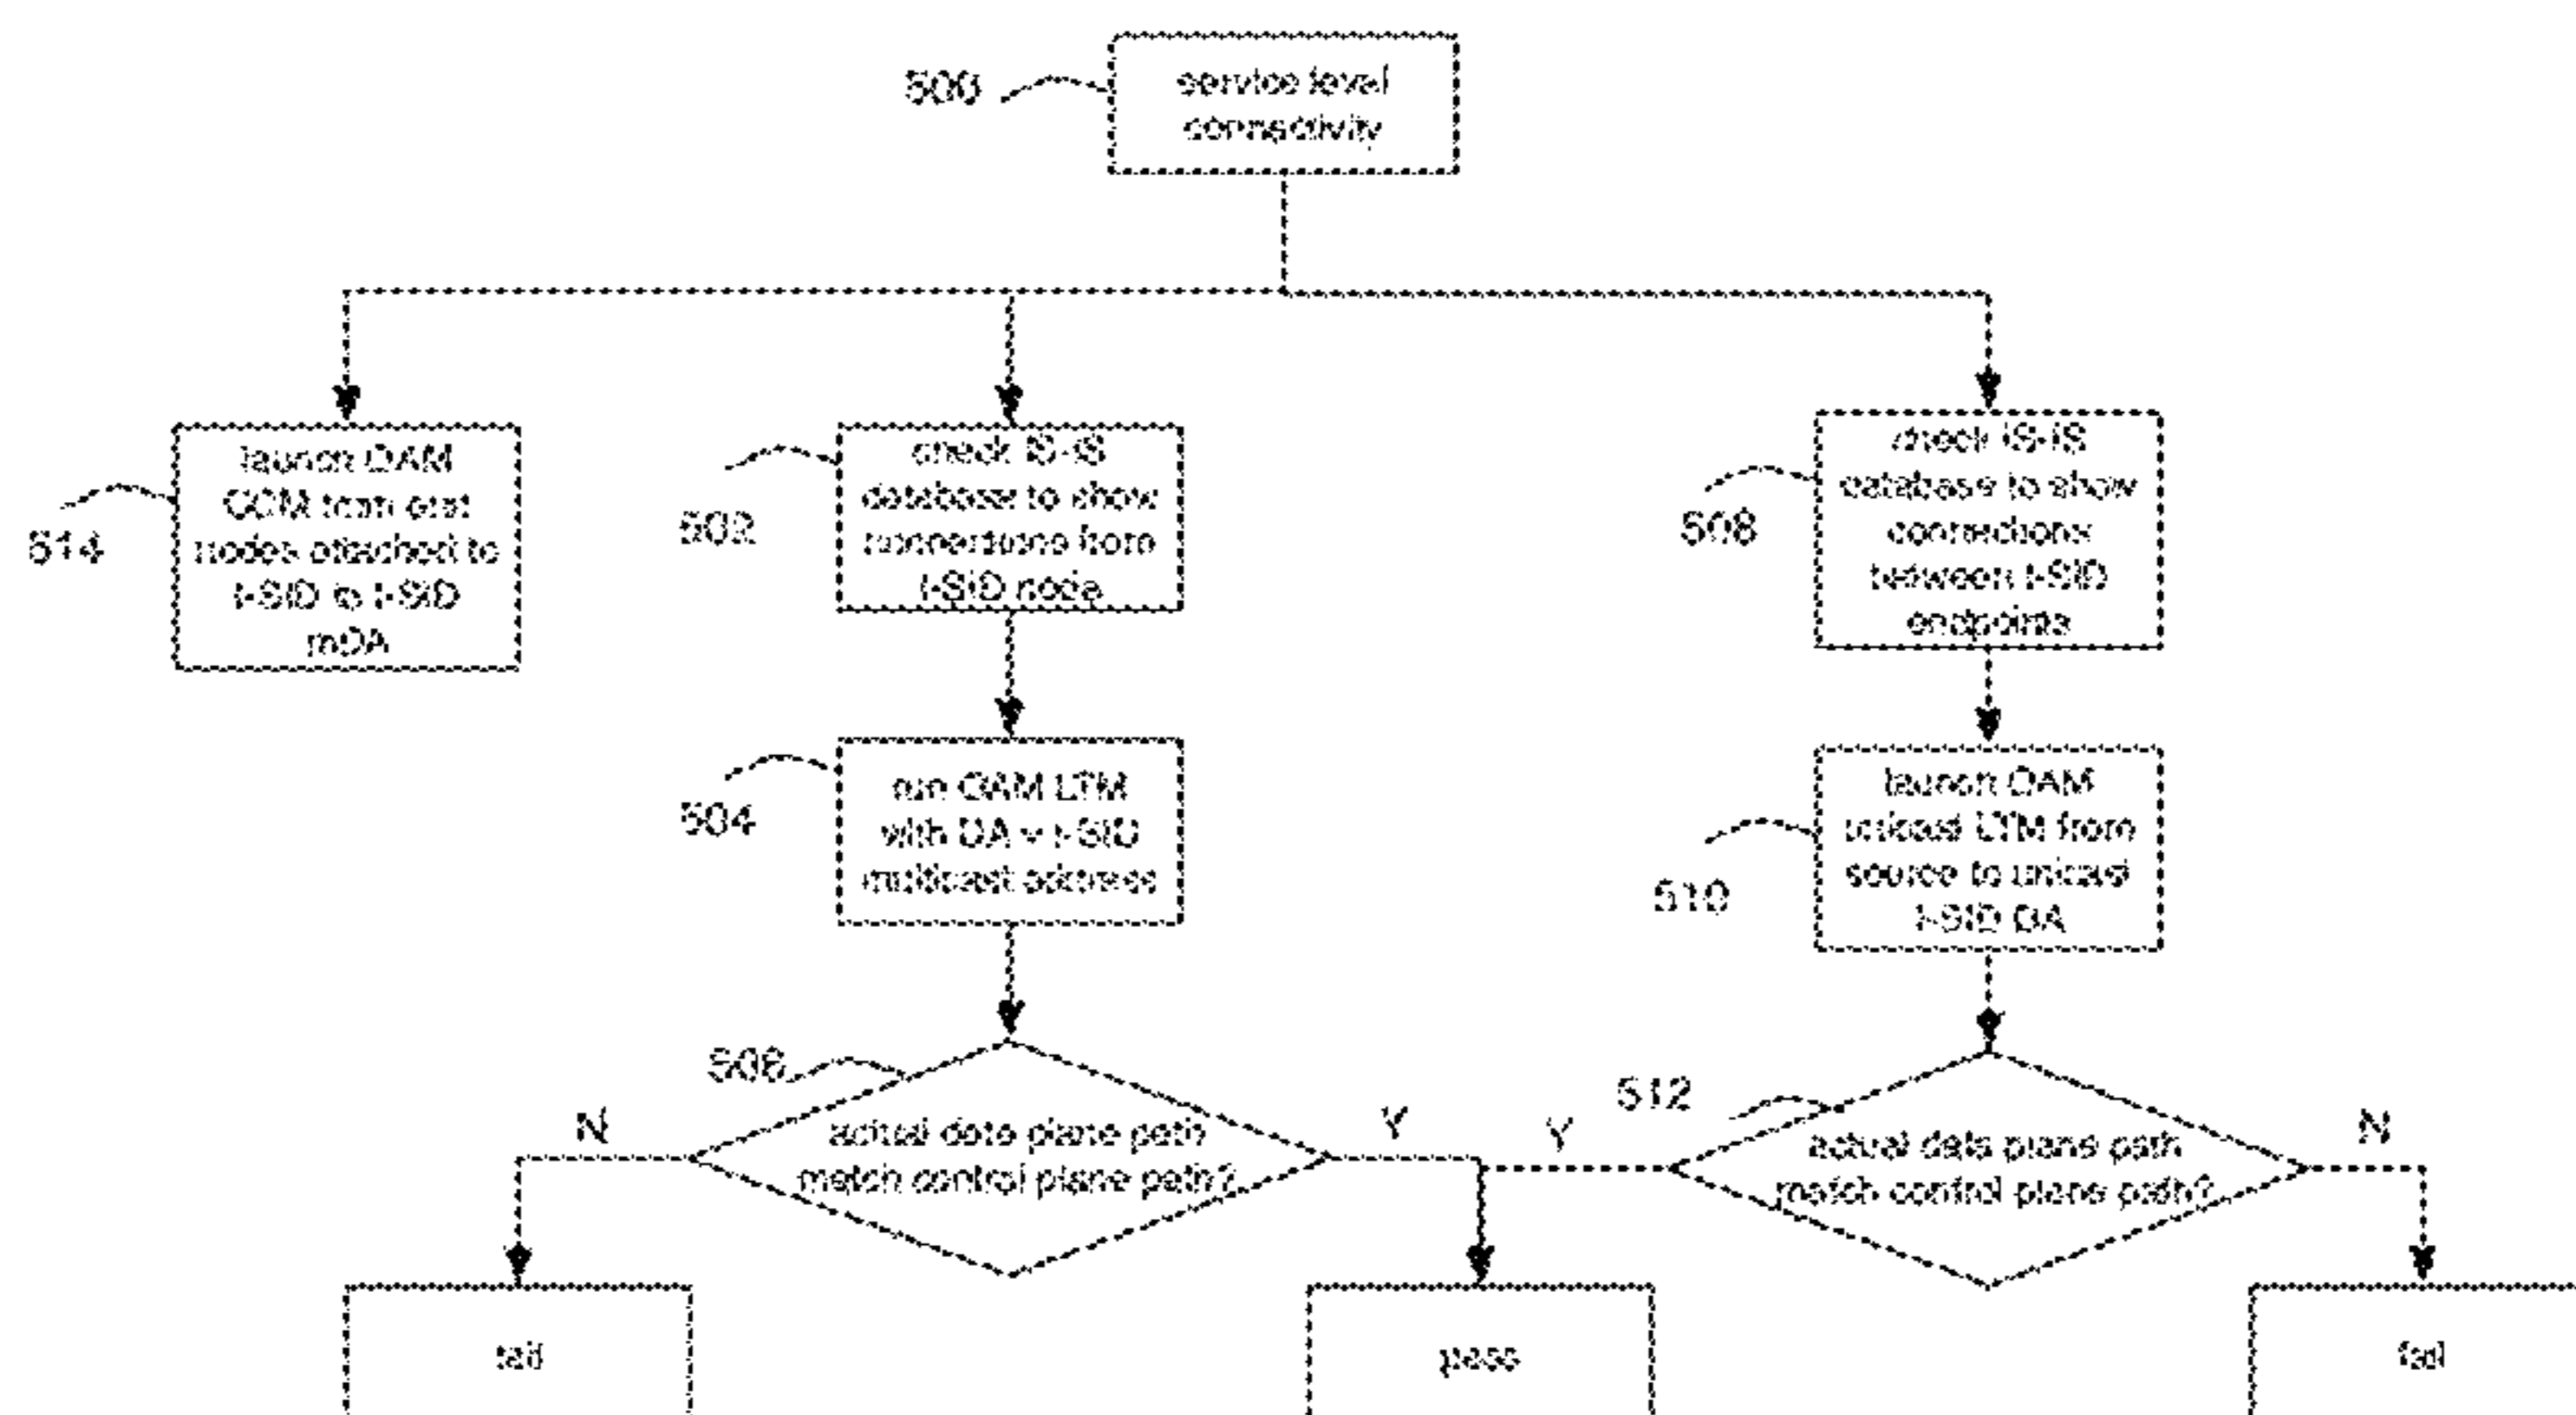 500
service level
connectivity
launch OAM
CCM from
nodes attached to
I-SID to I-SID
mDA
514
check IS-IS
database to show
connections from
I-SID node
502
check IS-IS
database to show
connections
between I-SID
endpoints
508
run OAM LTM
with DA = I-SID
multicast address
504
launch OAM
unicast LTM from
source to unicast
I-SID DA
510
506
actual data plane path
match control plane path?
N
Y
512
actual data plane path
match control plane path?
Y
N
fail
pass
fail